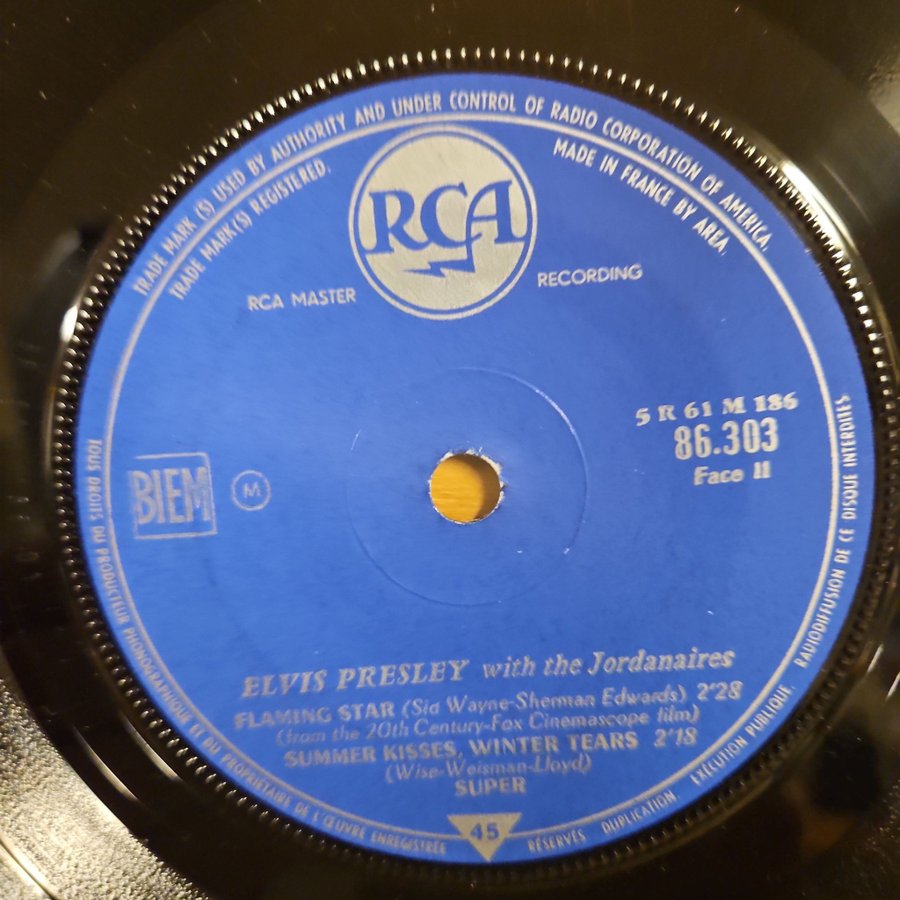 TRADE MARK (S) USED BY AUTHORITY AND UNDER CONTROL OF RADIO CORPORATION OF AMERICA.
TRADE MARK(S) REGISTERED.
MADE IN FRANCE BY AREA.
RCA
RCA MASTER RECORDING
5 R 61 M 186
86.303
Face II
BIEM
M
ELVIS PRESLEY with the Jordanaires
FLAMING STAR (Sid Wayne-Sherman Edwards) 2'28
(from the 20th Century-Fox Cinemascope film)
SUMMER KISSES, WINTER TEARS 2'18
(Wise-Weisman-Lloyd)
SUPER
45
TOUS DROITS DU PRODUCTEUR PHONOGRAPHIQUE ET DU PROPRIÉTAIRE DE L'ŒUVRE ENREGISTRÉE RÉSERVÉS DUPLICATION EXÉCUTION PUBLIQUE. RADIODIFFUSION DE CE DISQUE INTERDITES